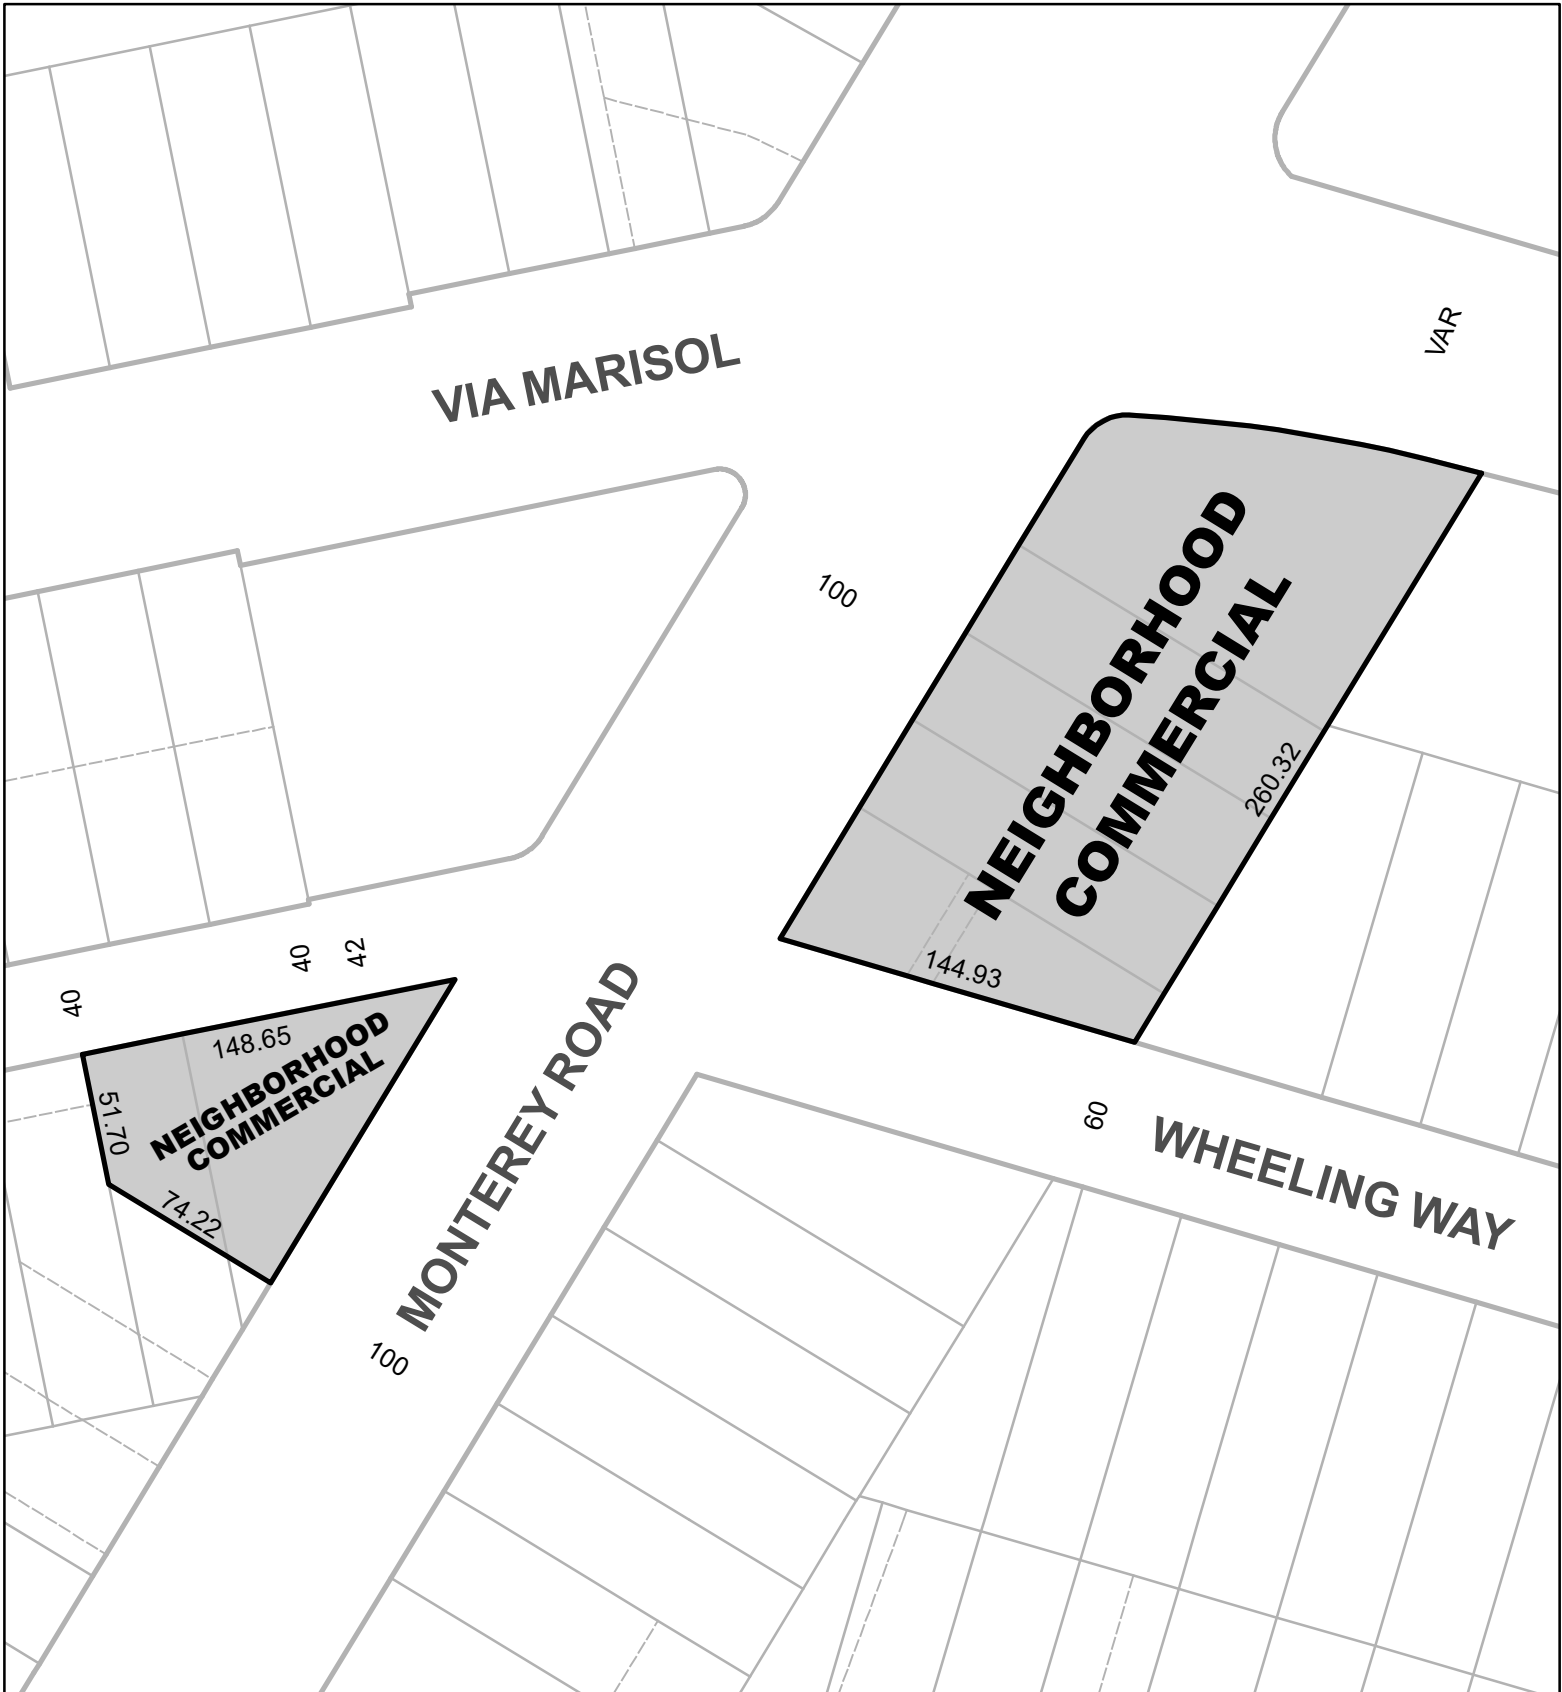 VAR
VIA MARISOL
100
NEIGHBORHOOD
COMMERCIAL
260.32
144.93
40
40
42
148.65
NEIGHBORHOOD
COMMERCIAL
51.70
74.22
MONTEREY ROAD
60
WHEELING WAY
100